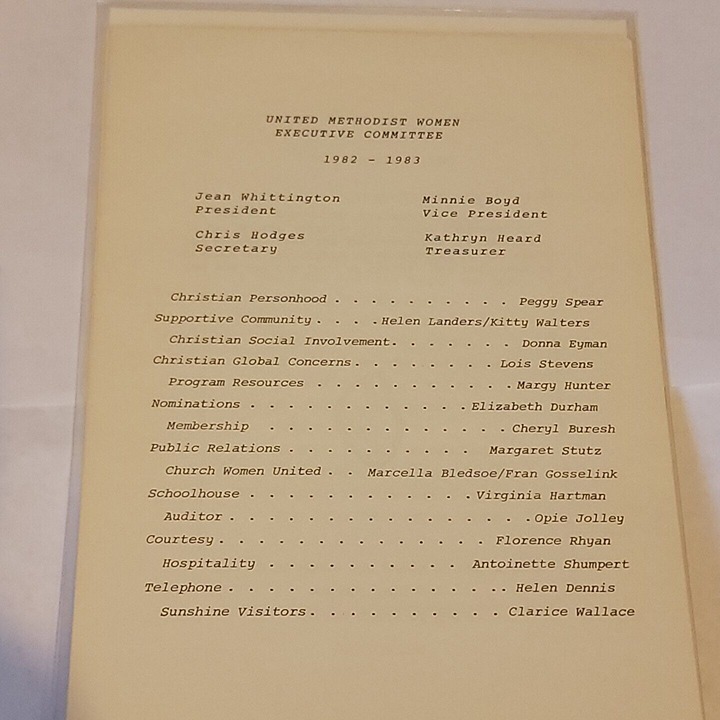 UNITED METHODIST WOMEN
EXECUTIVE COMMITTEE
1982 - 1983
Jean Whittington Minnie Boyd
President Vice President
Chris Hodges Kathryn Heard
Secretary Treasurer
Christian Personhood . . . . . . . . . . Peggy Spear
Supportive Community . . . . Helen Landers/Kitty Walters
Christian Social Involvement. . . . . . . Donna Eyman
Christian Global Concerns. . . . . . . . Lois Stevens
Program Resources . . . . . . . . . . . Margy Hunter
Nominations . . . . . . . . . . . . . Elizabeth Durham
Membership . . . . . . . . . . . . . Cheryl Buresh
Public Relations . . . . . . . . . . Margaret Stutz
Church Women United . . Marcella Bledsoe/Fran Gosselink
Schoolhouse . . . . . . . . . . . . . Virginia Hartman
Auditor . . . . . . . . . . . . . . . . Opie Jolley
Courtesy . . . . . . . . . . . . . . Florence Rhyan
Hospitality . . . . . . . . . . Antoinette Shumpert
Telephone . . . . . . . . . . . . . . . Helen Dennis
Sunshine Visitors . . . . . . . . . . Clarice Wallace